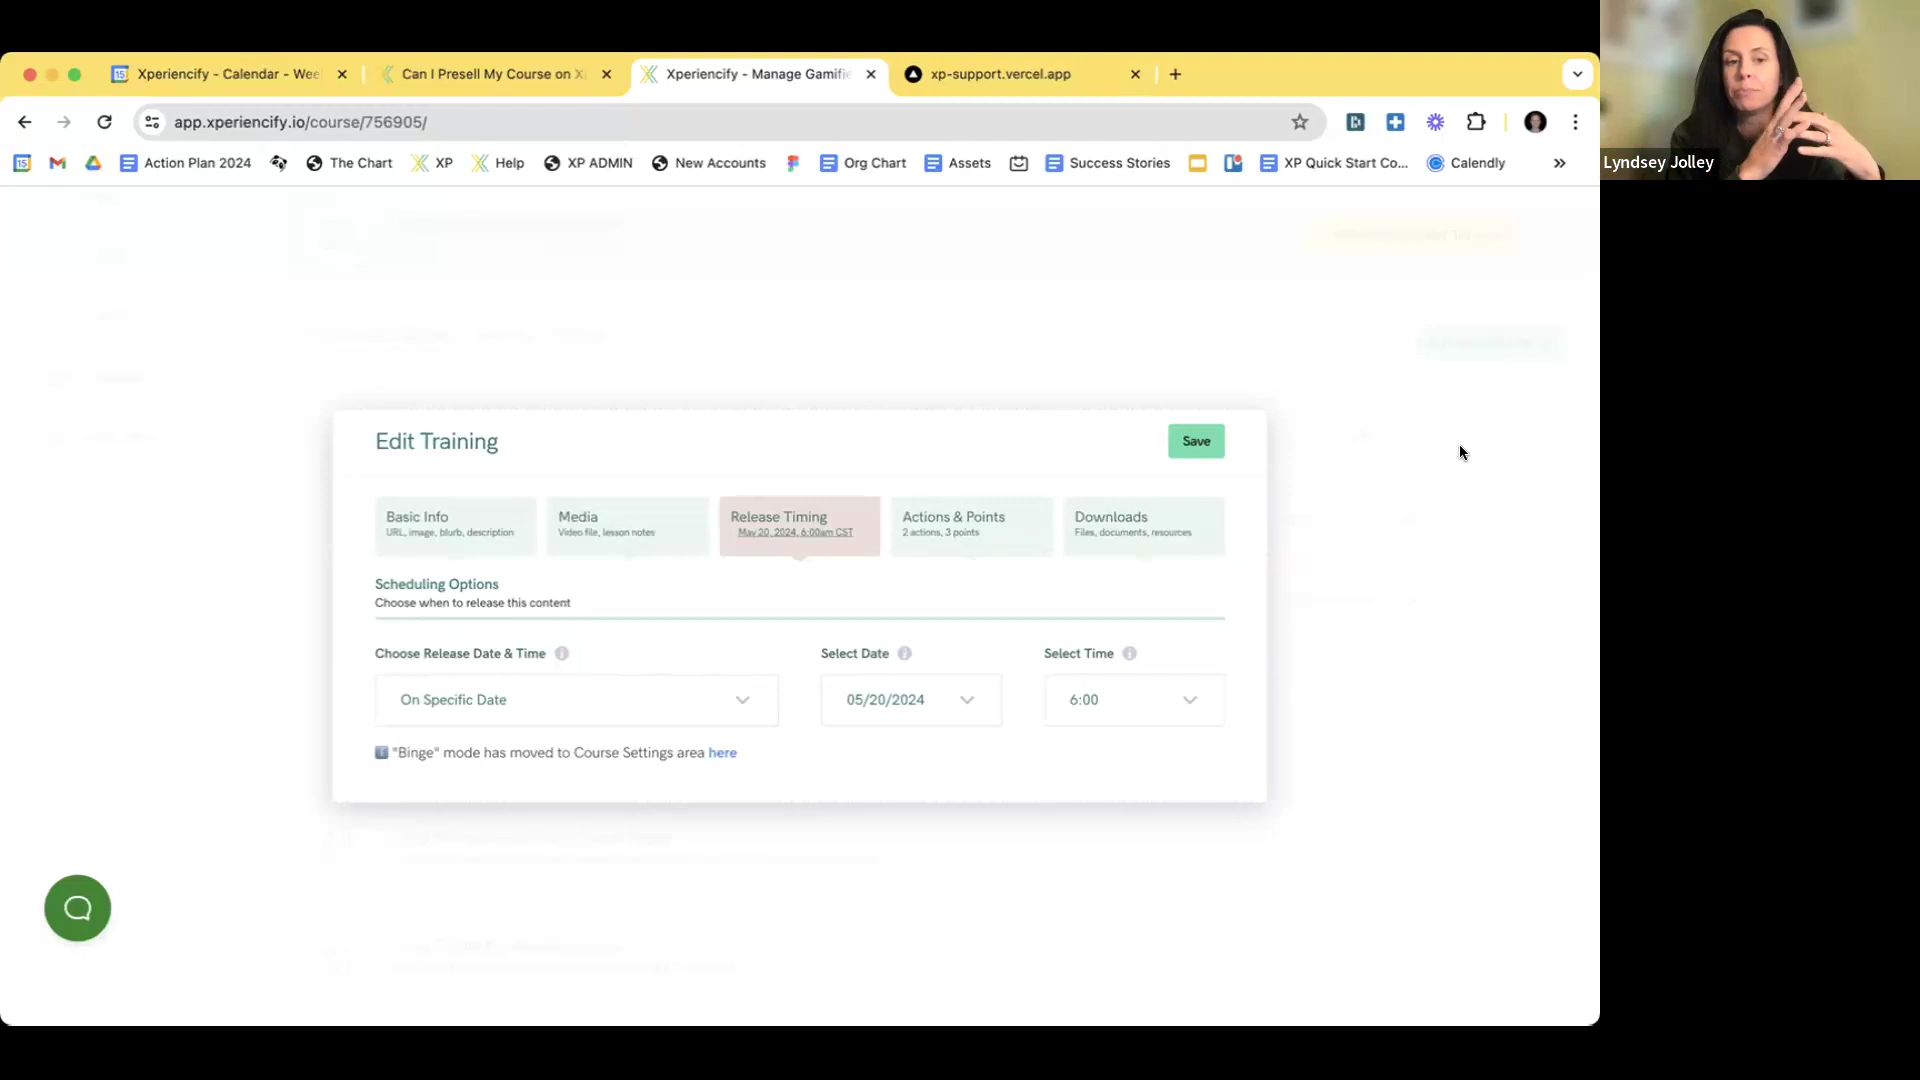 Xperiencify - Calendar - Wee
Can I Presell My Course on X
Xperiencify - Manage Gamifie
xp-support.vercel.app
app.xperiencify.io/course/756905/
Action Plan 2024
The Chart
XP
Help
XP ADMIN
New Accounts
Org Chart
Assets
Success Stories
XP Quick Start Co...
Calendly
Lyndsey Jolley
Edit Training
Save
Basic Info
URL, image, blurb, description
Media
Video file, lesson notes
Release Timing
May 20, 2024, 6:00am CST
Actions & Points
2 actions, 3 points
Downloads
Files, documents, resources
Scheduling Options
Choose when to release this content
Choose Release Date & Time
Select Date
Select Time
On Specific Date
05/20/2024
6:00
"Binge" mode has moved to Course Settings area here